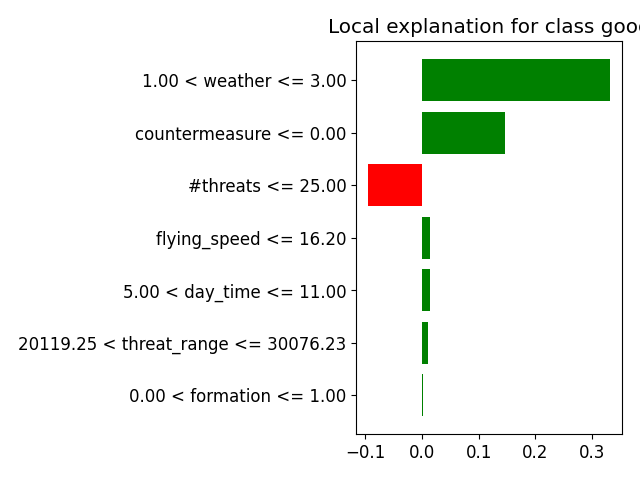 Local explanation for class goo
1.00 < weather <= 3.00
countermeasure <= 0.00
#threats <= 25.00
flying_speed <= 16.20
5.00 < day_time <= 11.00
20119.25 < threat_range <= 30076.23
0.00 < formation <= 1.00
−0.1 0.0 0.1 0.2 0.3